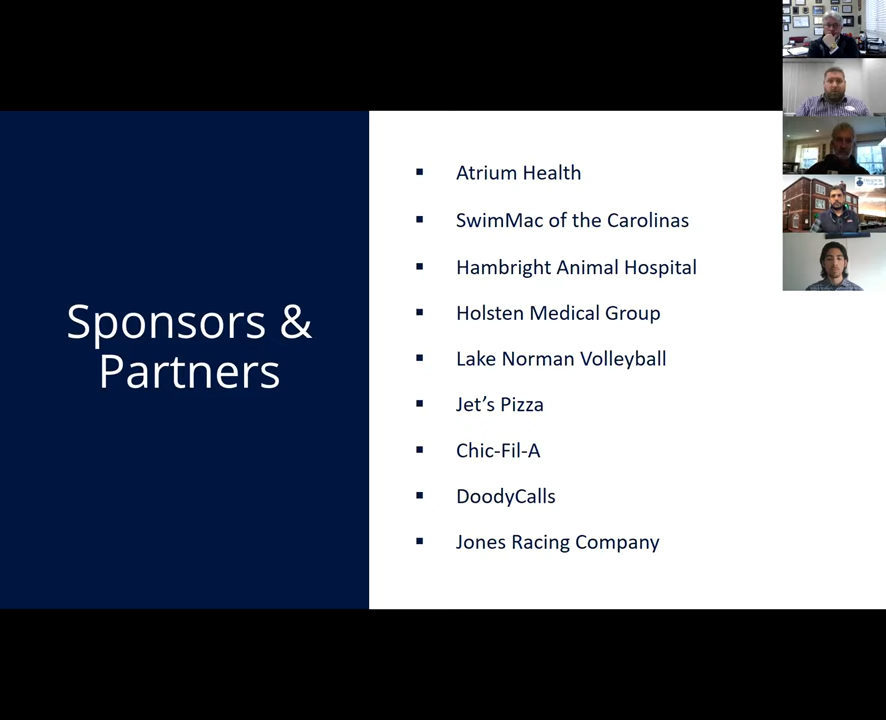 Sponsors &
Partners
Atrium Health
SwimMac of the Carolinas
Hambright Animal Hospital
Holsten Medical Group
Lake Norman Volleyball
Jet's Pizza
Chic-Fil-A
DoodyCalls
Jones Racing Company